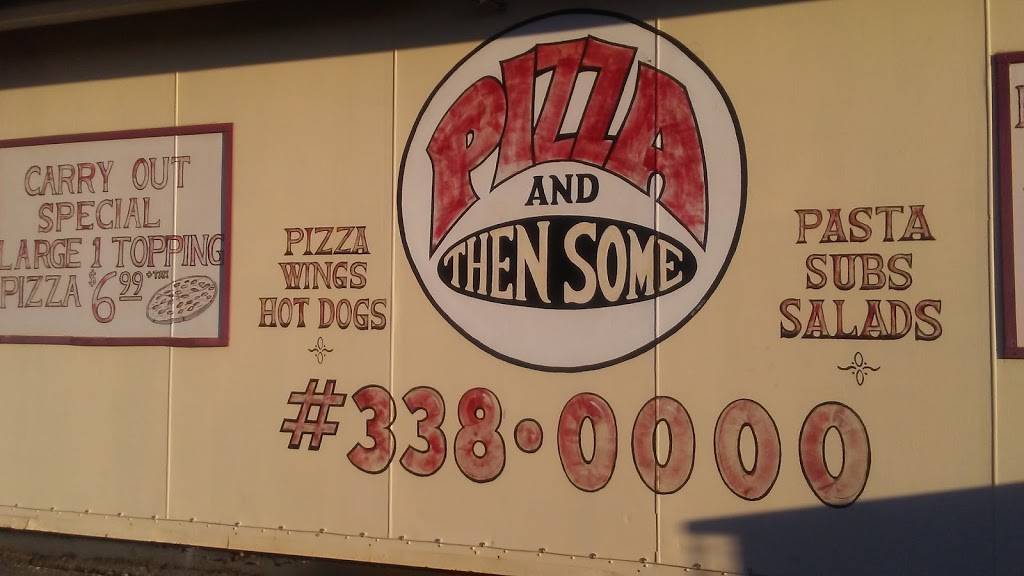 CARRY OUT
SPECIAL
LARGE 1 TOPPING
PIZZA $6.99 + TAX
PIZZA
WINGS
HOT DOGS
PIZZA
AND
THEN SOME
PASTA
SUBS
SALADS
#338·0000